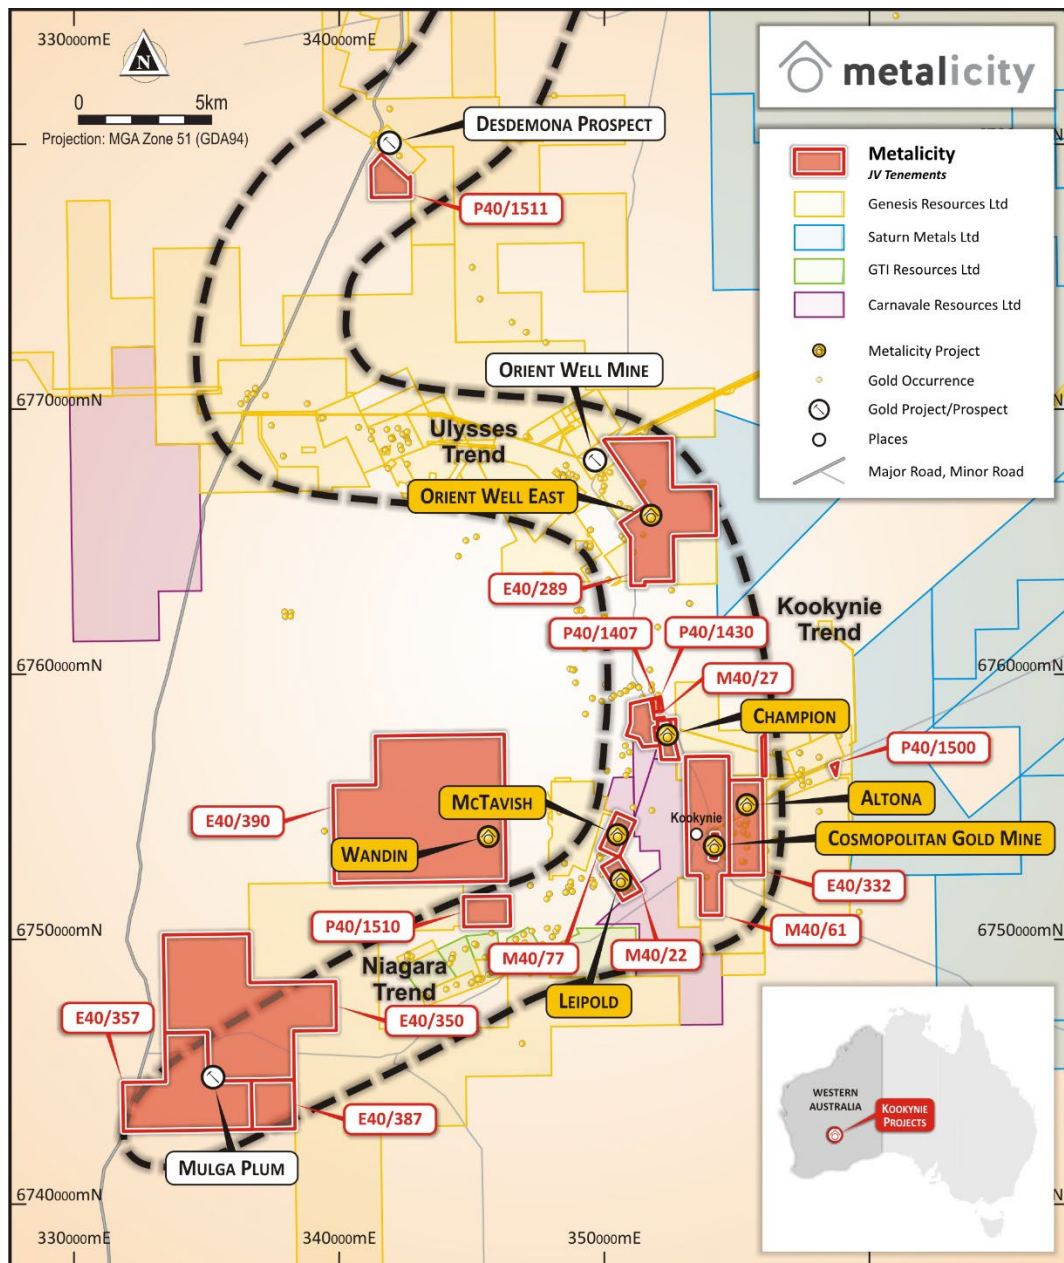 330000mE
340000mE
N
0 5km
Projection: MGA Zone 51 (GDA94)
metalicity
Metalicity
JV Tenements
Genesis Resources Ltd
Saturn Metals Ltd
GTI Resources Ltd
Carnavale Resources Ltd
Metalicity Project
Gold Occurrence
Gold Project/Prospect
Places
Major Road, Minor Road
DESDEMONA PROSPECT
P40/1511
ORIENT WELL MINE
6770000mN
Ulysses
Trend
ORIENT WELL EAST
E40/289
Kookynie
Trend
P40/1407
P40/1430
6760000mN
6760000mN
M40/27
CHAMPION
P40/1500
E40/390
MCTAVISH
ALTONA
Kookynie
WANDIN
COSMOPOLITAN GOLD MINE
E40/332
P40/1510
M40/61
6750000mN
6750000mN
M40/77
M40/22
Niagara
Trend
LEIPOLD
E40/357
E40/350
E40/387
MULGA PLUM
WESTERN
AUSTRALIA
KOOKYNIE
PROJECTS
6740000mN
330000mE
340000mE
350000mE